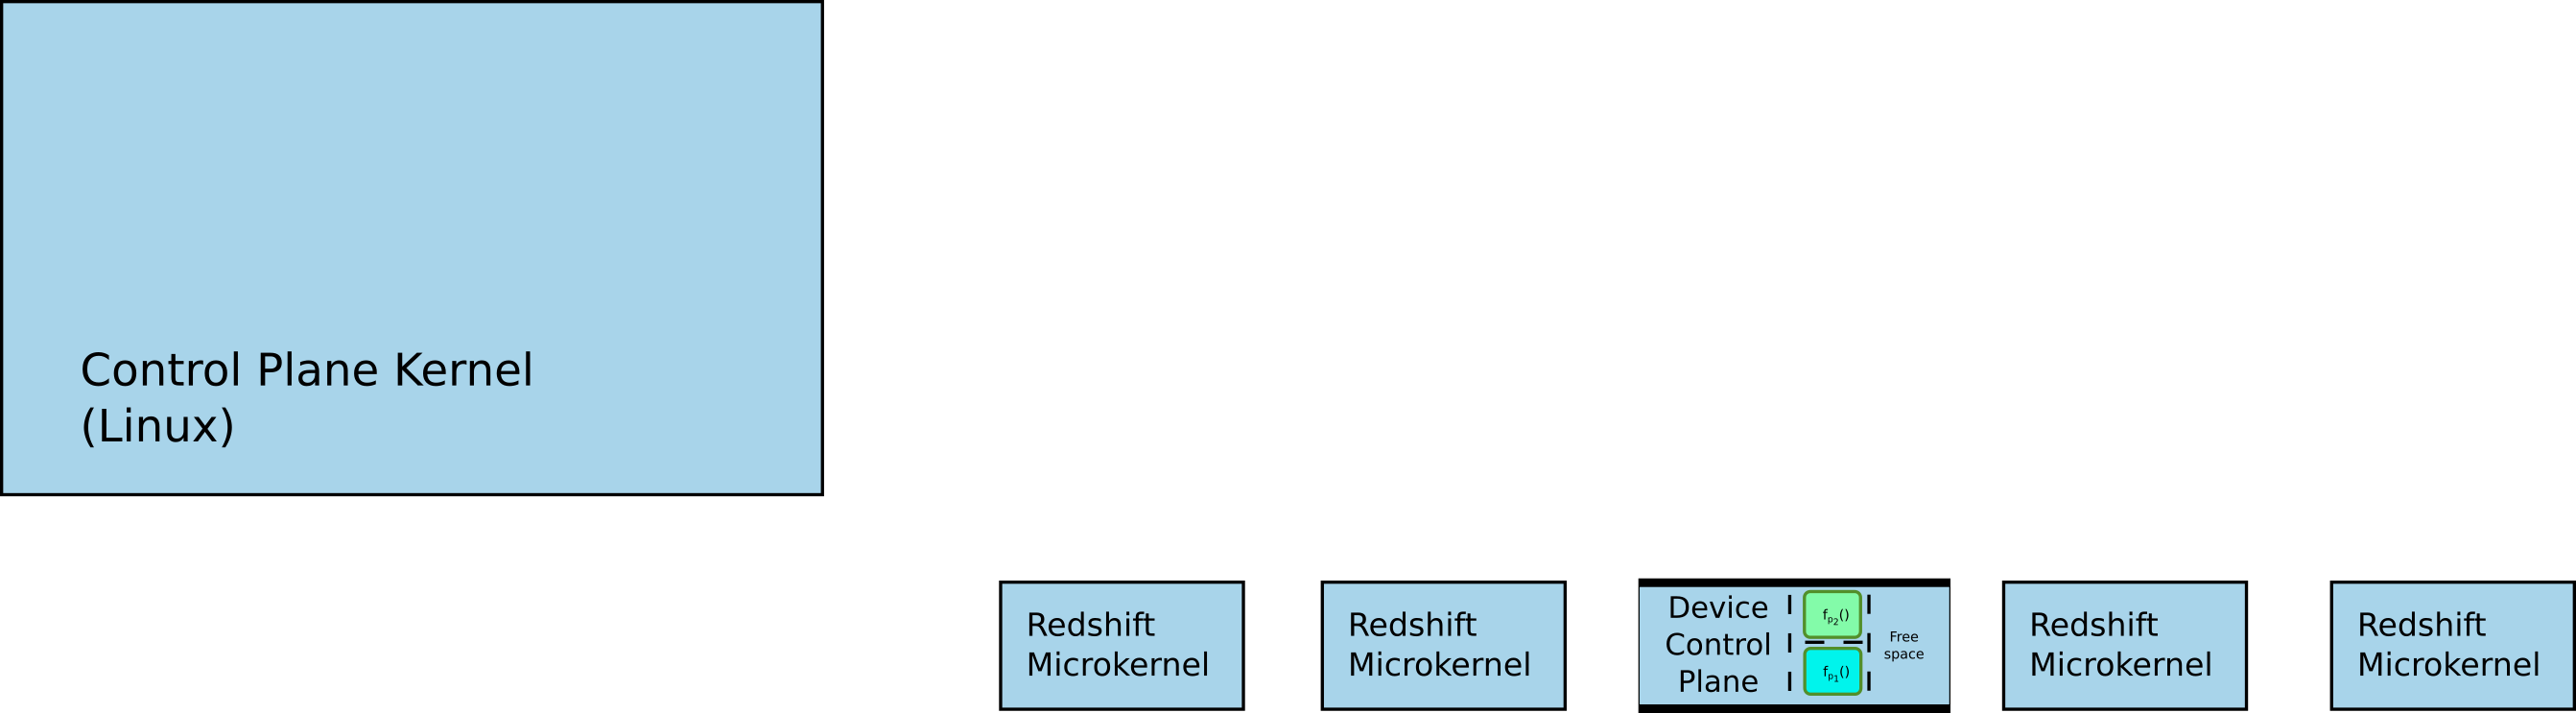 Control Plane Kernel
(Linux)
Redshift
Microkernel
Redshift
Microkernel
Device
Control
Plane
fp2()
fp1()
Free
space
Redshift
Microkernel
Redshift
Microkernel